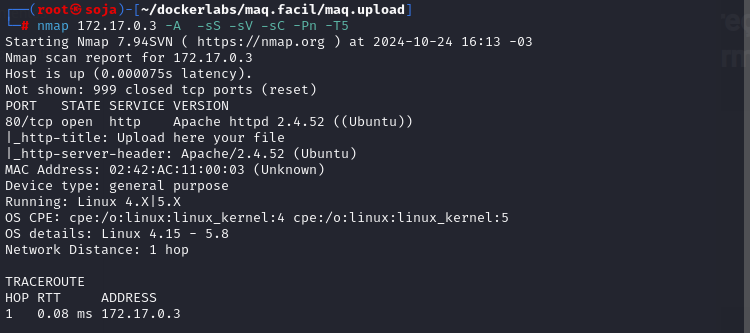 ┌──(root㉿soja)-[~/dockerlabs/maq.facil/maq.upload]
└─# nmap 172.17.0.3 -A  -sS -sV -sC -Pn -T5
Starting Nmap 7.94SVN ( https://nmap.org ) at 2024-10-24 16:13 -03
Nmap scan report for 172.17.0.3
Host is up (0.000075s latency).
Not shown: 999 closed tcp ports (reset)
PORT   STATE SERVICE VERSION
80/tcp open  http    Apache httpd 2.4.52 ((Ubuntu))
|_http-title: Upload here your file
|_http-server-header: Apache/2.4.52 (Ubuntu)
MAC Address: 02:42:AC:11:00:03 (Unknown)
Device type: general purpose
Running: Linux 4.X|5.X
OS CPE: cpe:/o:linux:linux_kernel:4 cpe:/o:linux:linux_kernel:5
OS details: Linux 4.15 - 5.8
Network Distance: 1 hop

TRACEROUTE
HOP RTT     ADDRESS
1   0.08 ms 172.17.0.3